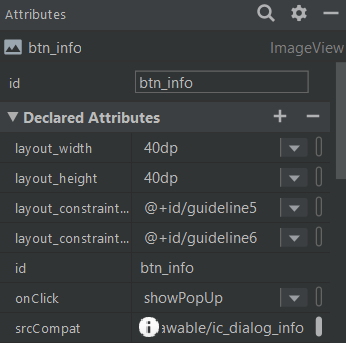 Attributes
btn_info ImageView
id btn_info
Declared Attributes
layout_width 40dp
layout_height 40dp
layout_constraint... @+id/guideline5
layout_constraint... @+id/guideline6
id btn_info
onClick showPopUp
srcCompat awable/ic_dialog_info